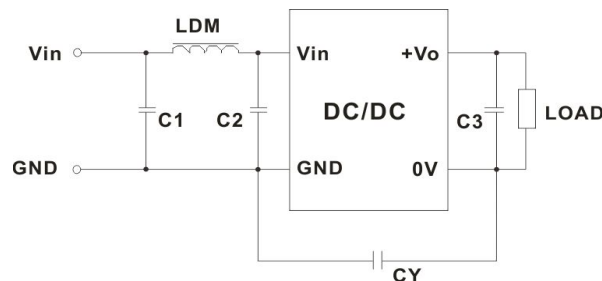 LDM
Vin
Vin
+Vo
C1
C2
DC/DC
C3
LOAD
GND
GND
0V
CY